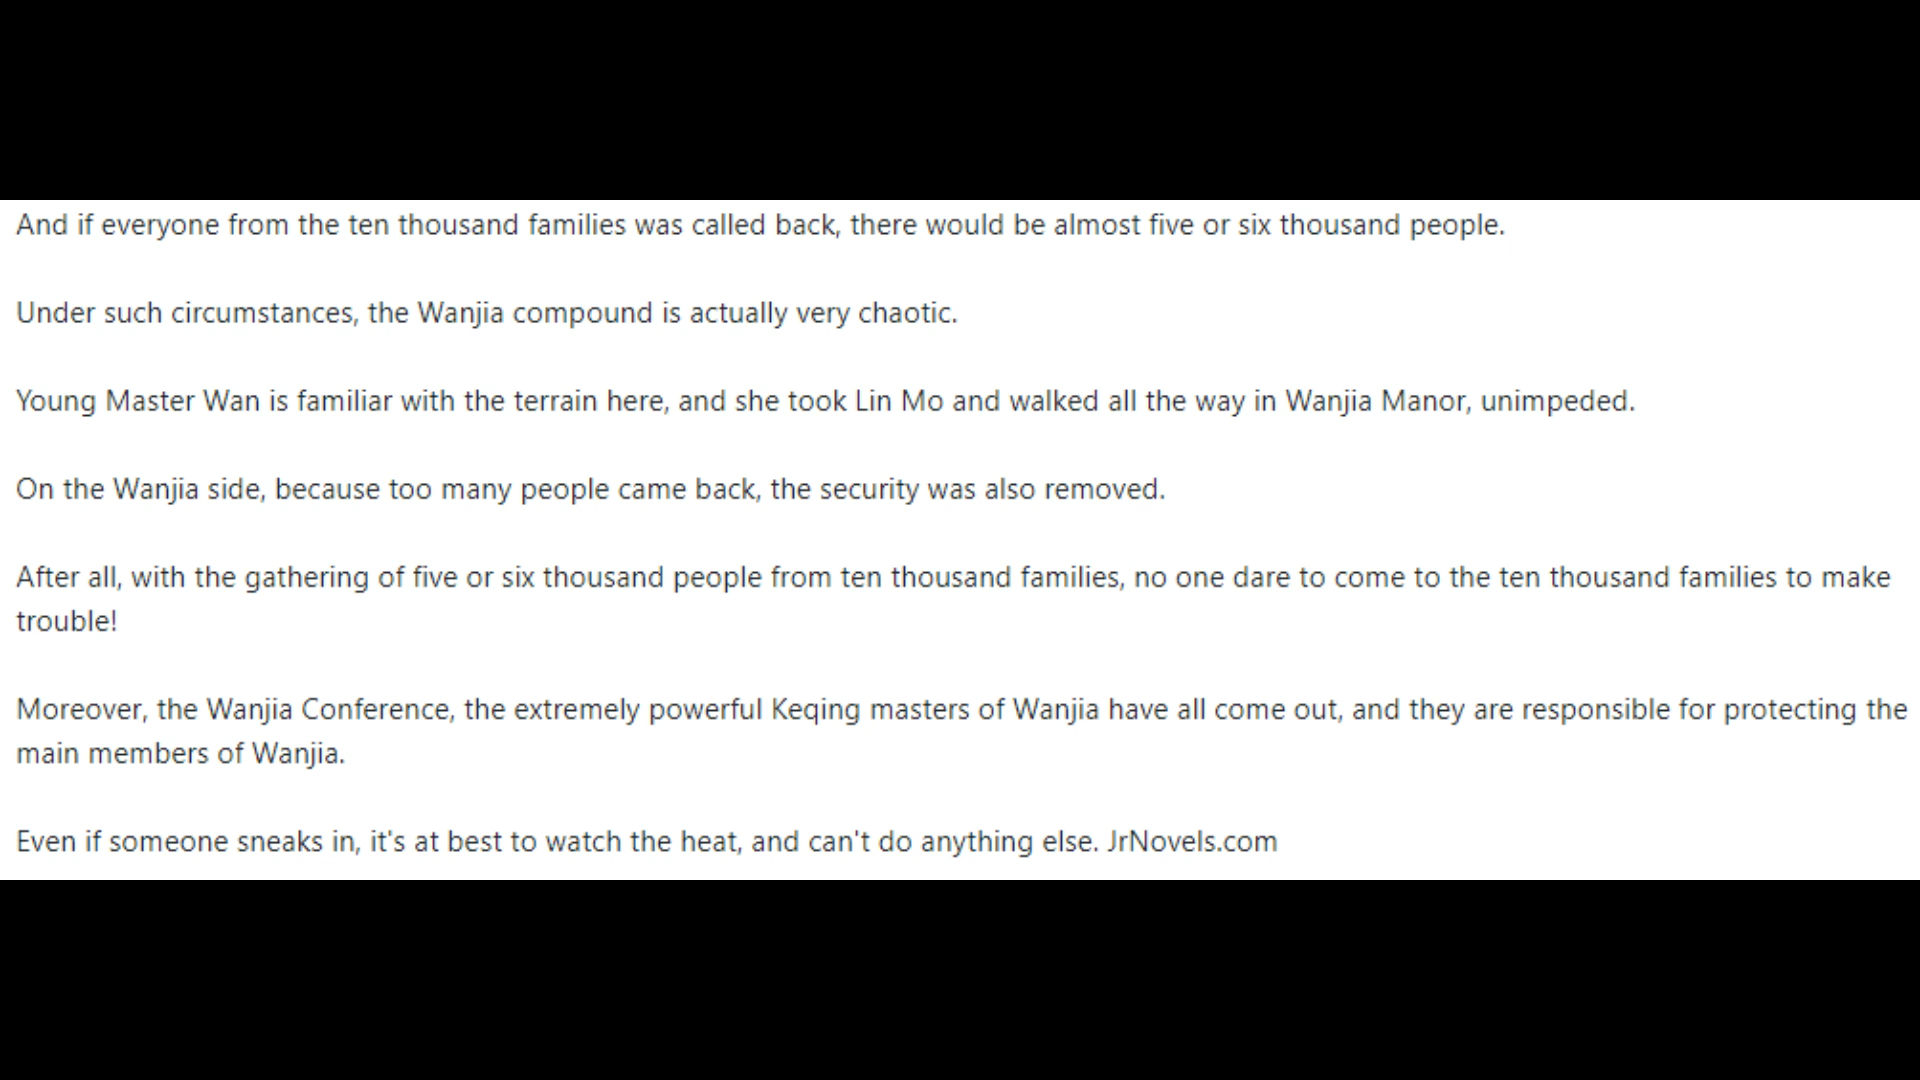 And if everyone from the ten thousand families was called back, there would be almost five or six thousand people.
Under such circumstances, the Wanjia compound is actually very chaotic.
Young Master Wan is familiar with the terrain here, and she took Lin Mo and walked all the way in Wanjia Manor, unimpeded.
On the Wanjia side, because too many people came back, the security was also removed.
After all, with the gathering of five or six thousand people from ten thousand families, no one dare to come to the ten thousand families to make
trouble!
Moreover, the Wanjia Conference, the extremely powerful Keqing masters of Wanjia have all come out, and they are responsible for protecting the
main members of Wanjia.
Even if someone sneaks in, it's at best to watch the heat, and can't do anything else. JrNovels.com